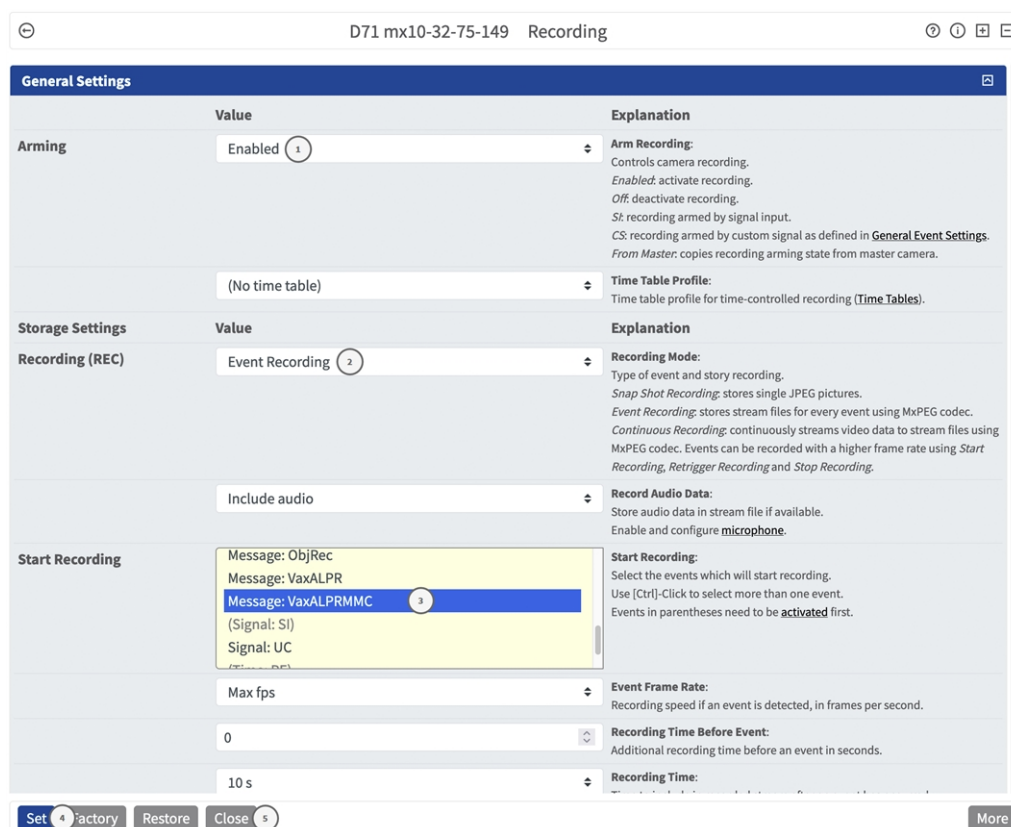 D71 mx10-32-75-149 Recording
General Settings
Value Explanation
Arming
Enabled 1
Arm Recording:
Controls camera recording.
Enabled: activate recording.
Off: deactivate recording.
SI: recording armed by signal input.
CS: recording armed by custom signal as defined in General Event Settings.
From Master: copies recording arming state from master camera.
(No time table)
Time Table Profile:
Time table profile for time-controlled recording (Time Tables).
Storage Settings Value Explanation
Recording (REC)
Event Recording 2
Recording Mode:
Type of event and story recording.
Snap Shot Recording: stores single JPEG pictures.
Event Recording: stores stream files for every event using MxPEG codec.
Continuous Recording: continuously streams video data to stream files using
MxPEG codec. Events can be recorded with a higher frame rate using Start
Recording, Retrigger Recording and Stop Recording.
Include audio
Record Audio Data:
Store audio data in stream file if available.
Enable and configure microphone.
Start Recording
Message: ObjRec
Message: VaxALPR
Message: VaxALPRMMC 3
(Signal: SI)
Signal: UC
Start Recording:
Select the events which will start recording.
Use [Ctrl]-Click to select more than one event.
Events in parentheses need to be activated first.
Max fps
Event Frame Rate:
Recording speed if an event is detected, in frames per second.
0
Recording Time Before Event:
Additional recording time before an event in seconds.
10 s
Recording Time:
Set 4 Factory Restore Close 5 More